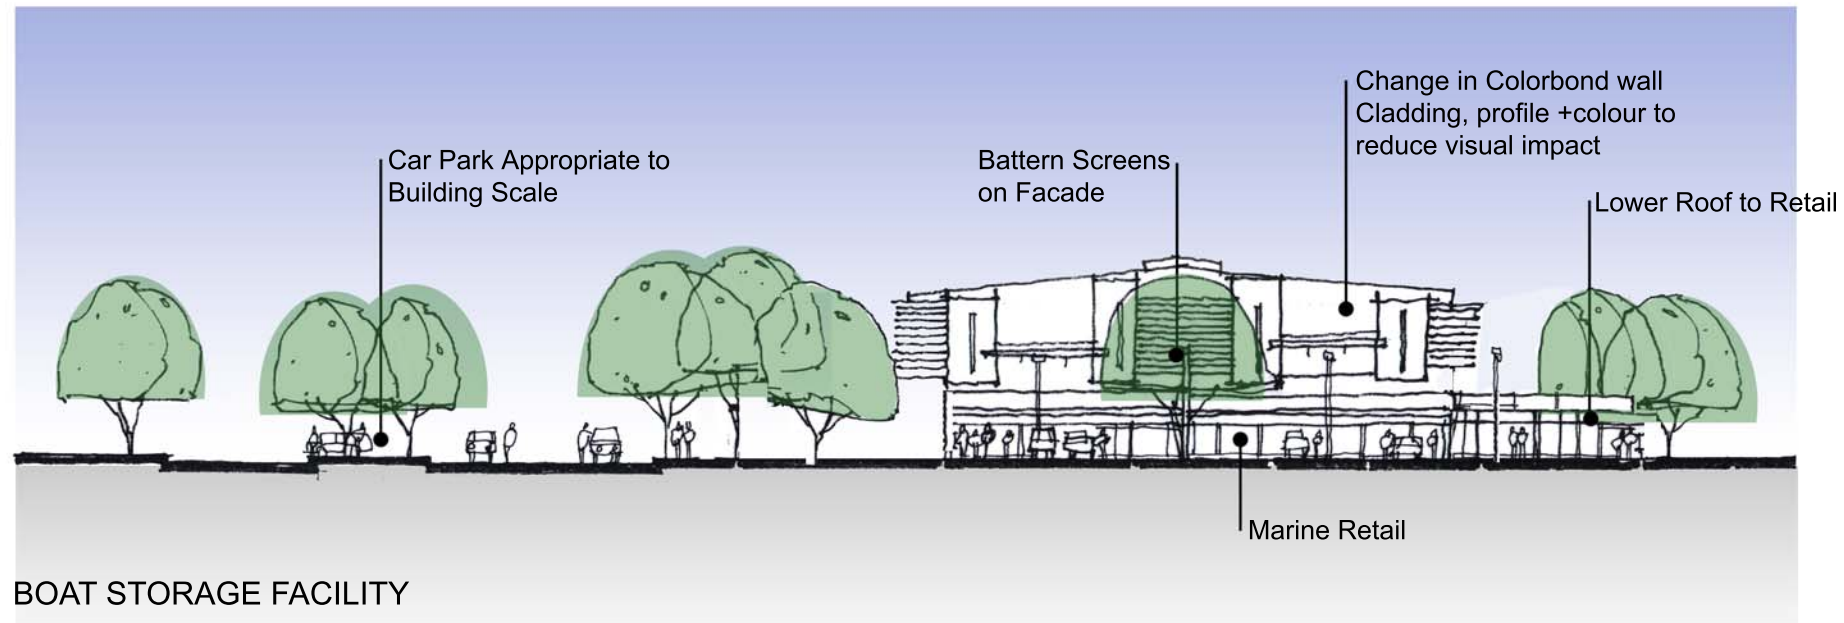 Change in Colorbond wall
Cladding, profile +colour to
reduce visual impact
Car Park Appropriate to
Building Scale
Battern Screens
on Facade
Lower Roof to Retail
Marine Retail
BOAT STORAGE FACILITY